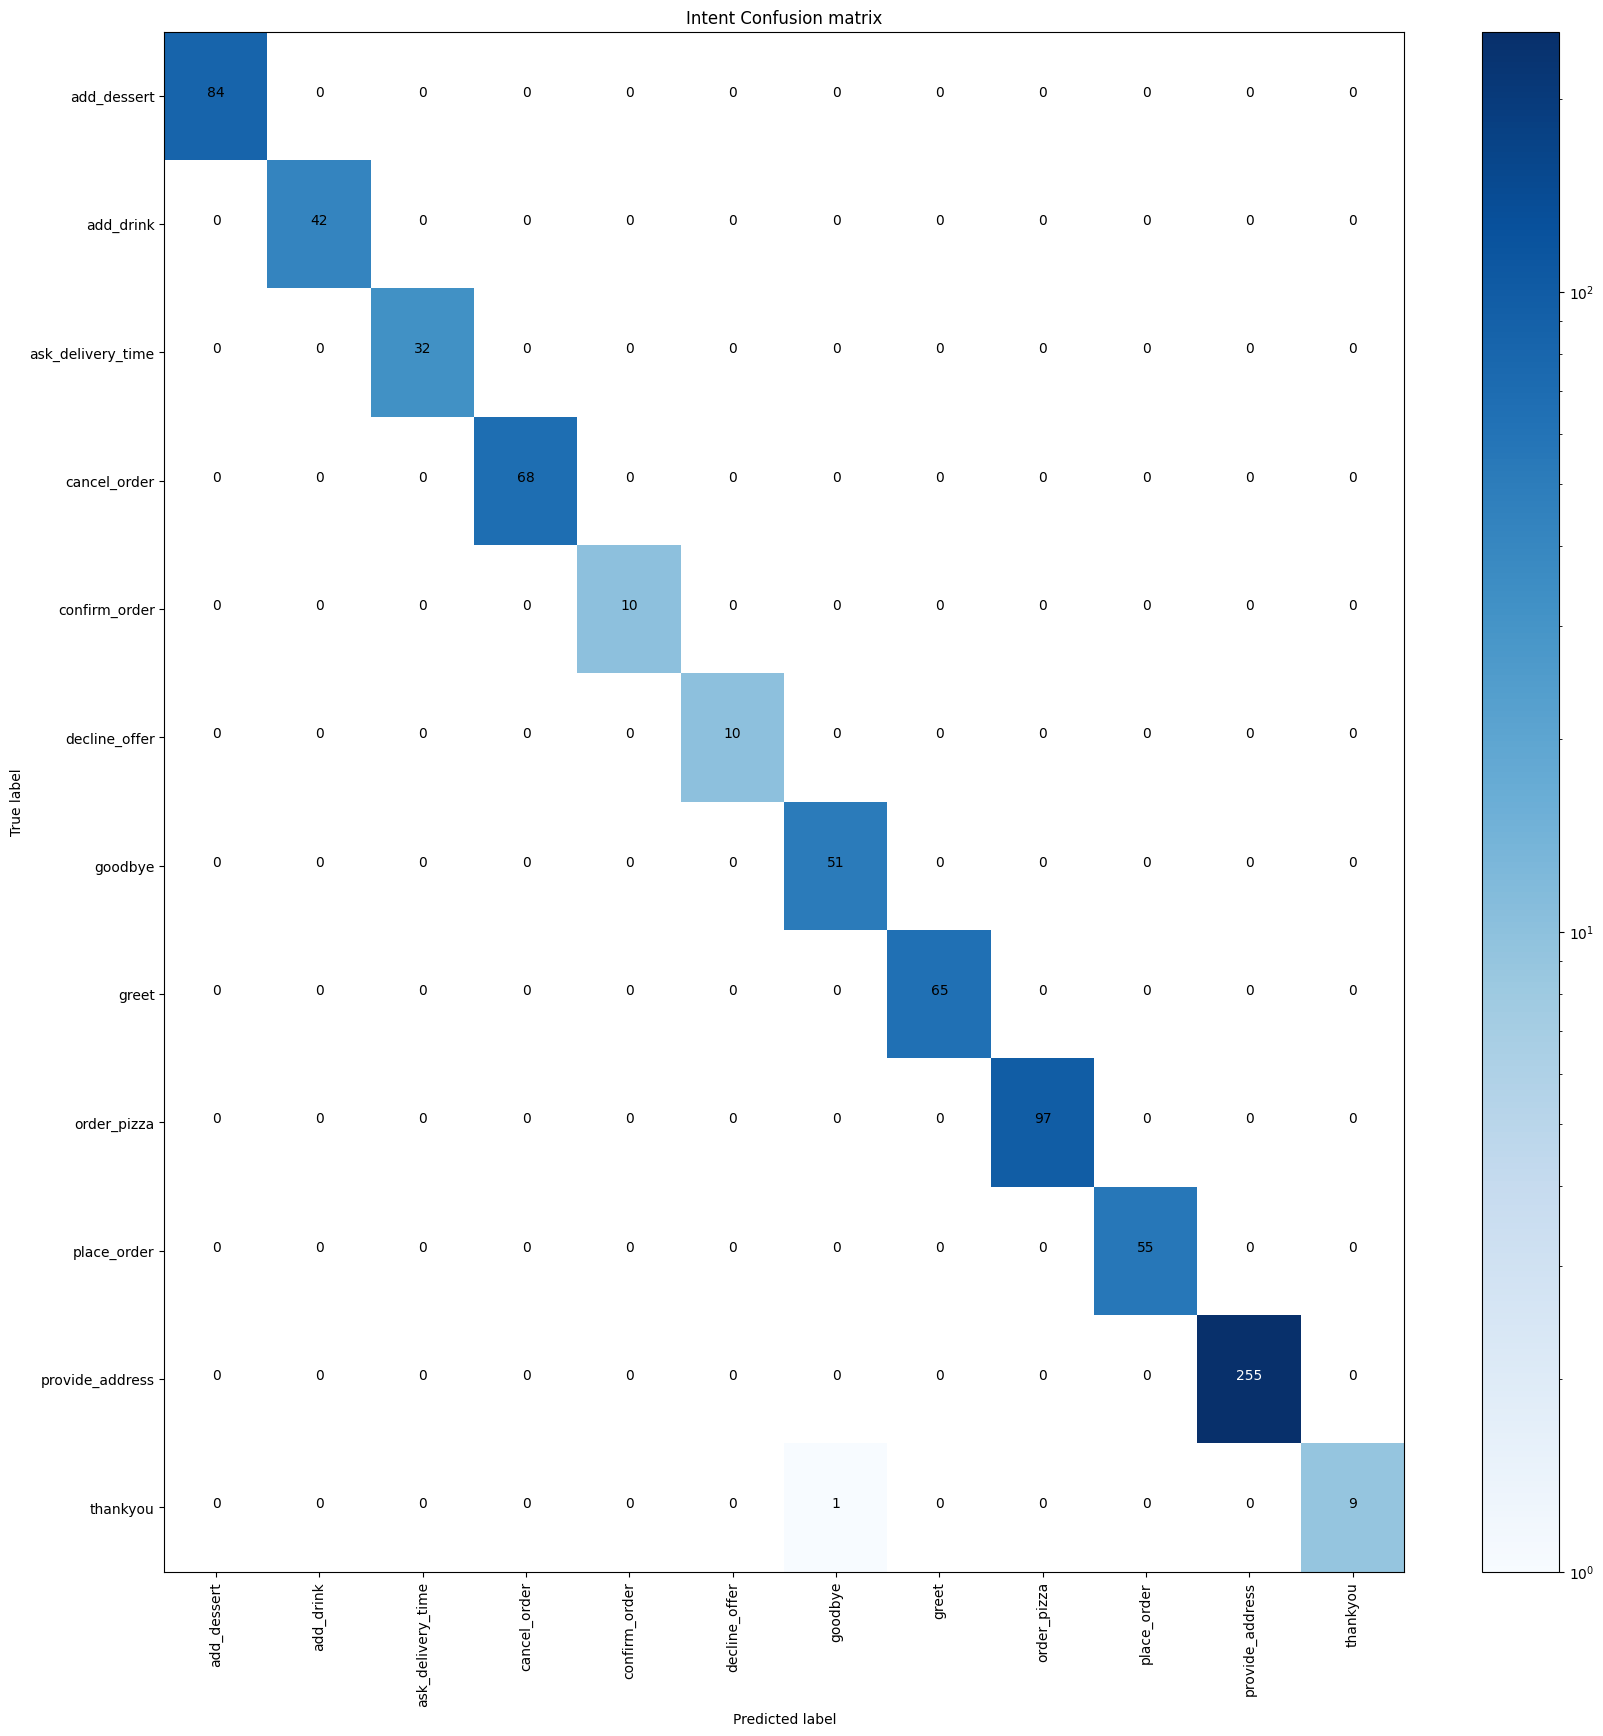 Intent Confusion matrix
add_dessert 84 0 0 0 0 0 0 0 0 0 0 0
add_drink 0 42 0 0 0 0 0 0 0 0 0 0
10²
ask_delivery_time 0 0 32 0 0 0 0 0 0 0 0 0
cancel_order 0 0 0 68 0 0 0 0 0 0 0 0
confirm_order 0 0 0 0 10 0 0 0 0 0 0 0
decline_offer 0 0 0 0 0 10 0 0 0 0 0 0
True label
goodbye 0 0 0 0 0 0 51 0 0 0 0 0
10¹
greet 0 0 0 0 0 0 0 65 0 0 0 0
order_pizza 0 0 0 0 0 0 0 0 97 0 0 0
place_order 0 0 0 0 0 0 0 0 0 55 0 0
provide_address 0 0 0 0 0 0 0 0 0 0 255 0
thankyou 0 0 0 0 0 0 1 0 0 0 0 9
10⁰
add_dessert
add_drink
ask_delivery_time
cancel_order
confirm_order
decline_offer
goodbye
greet
order_pizza
place_order
provide_address
thankyou
Predicted label